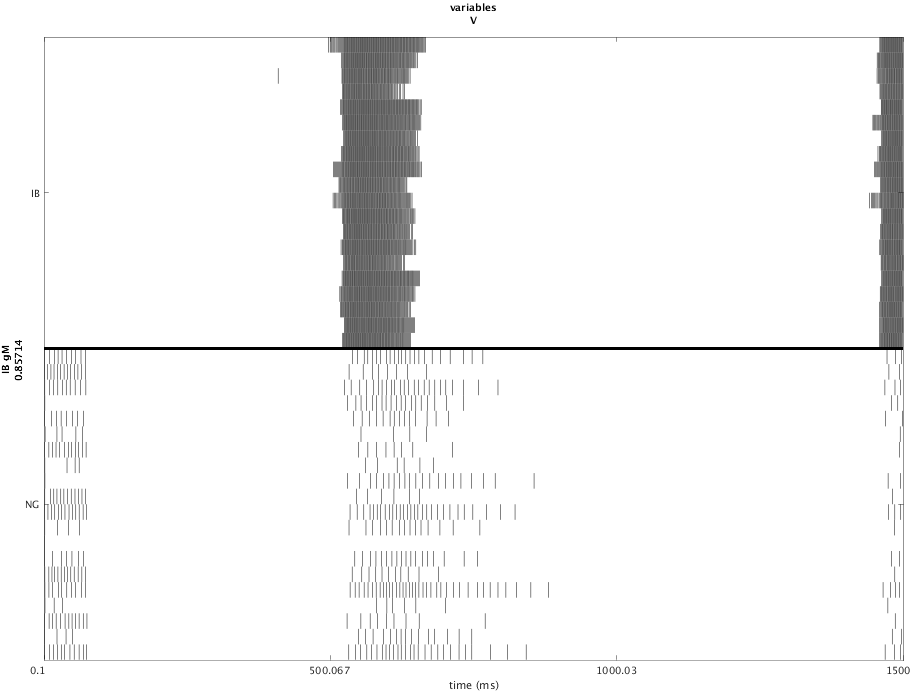 variables
V
IB
IB gM
0.85714
NG
0.1
500.067
1000.03
1500
time (ms)